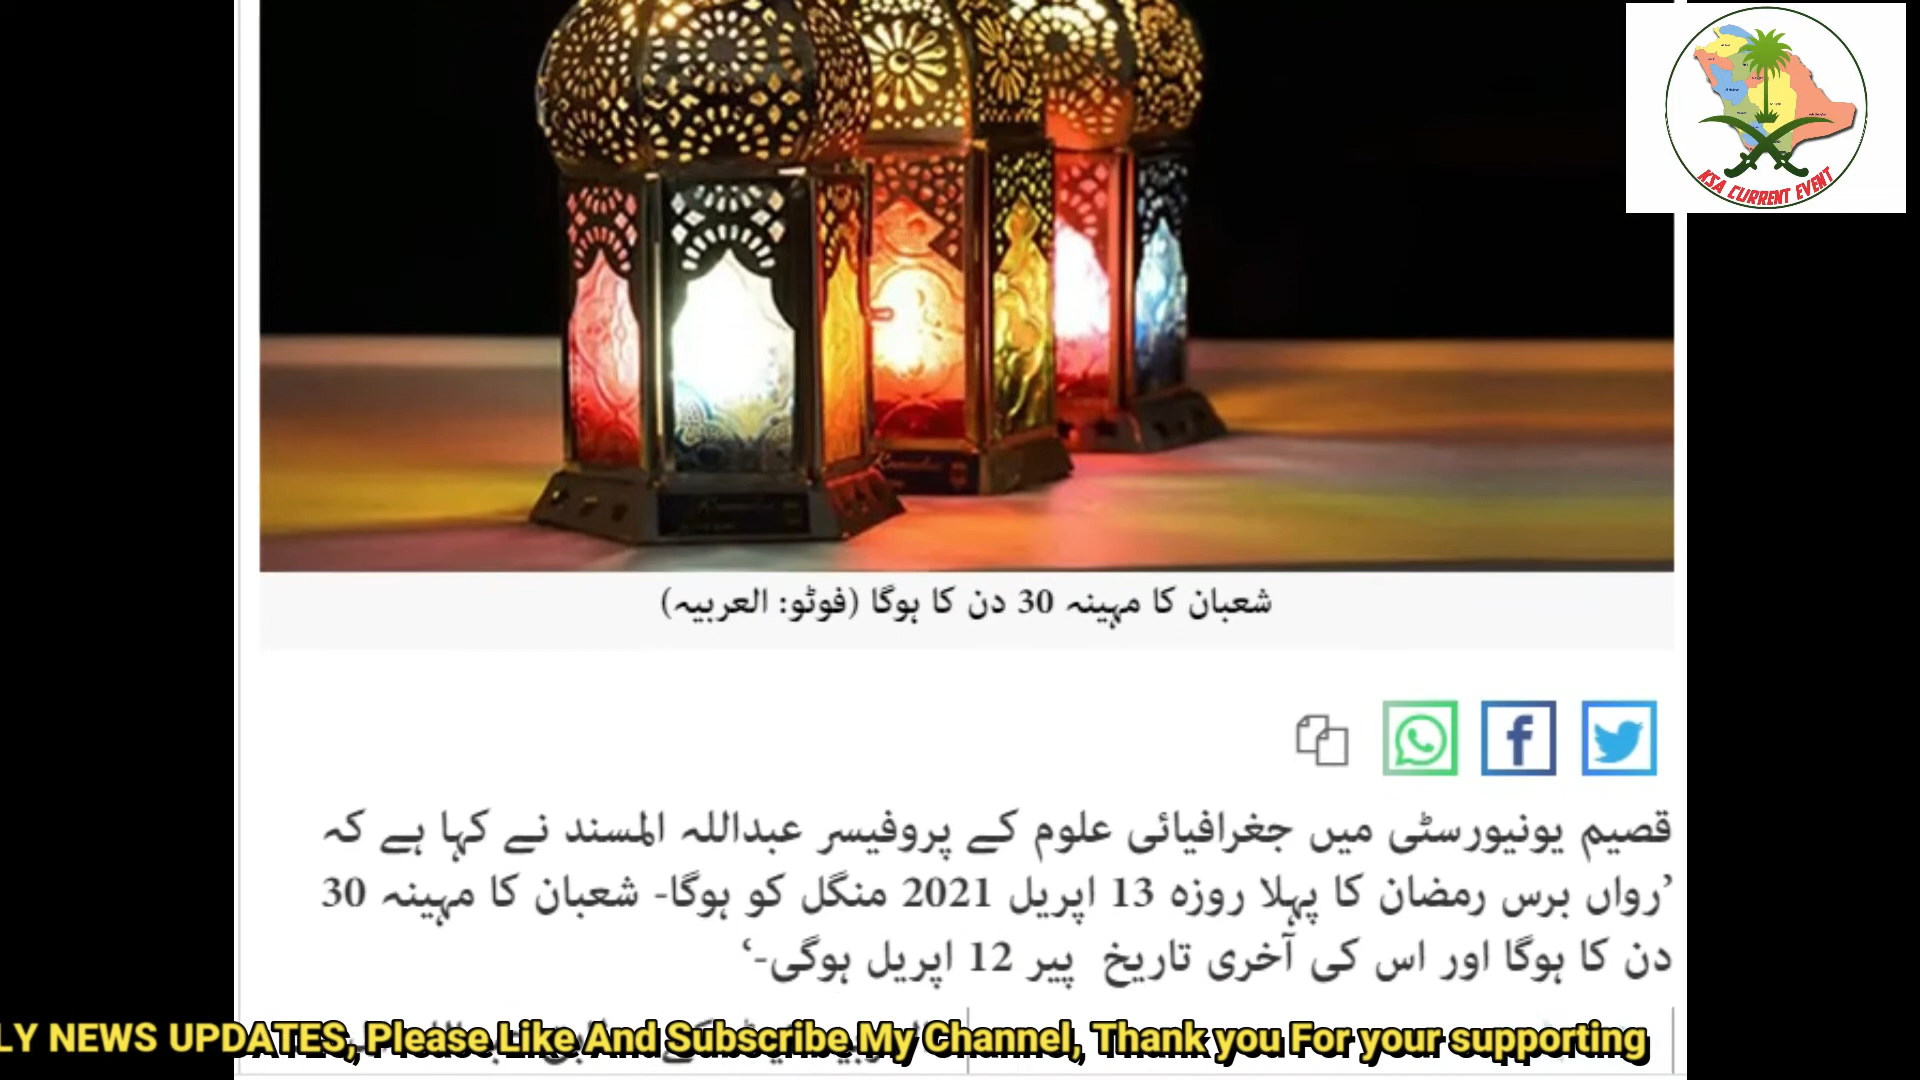 KSA CURRENT EVENT
شعبان کا مہینہ 30 دن کا ہوگا (فوٹو: العربیہ)
قصیم یونیورسٹی میں جغرافیائی علوم کے پروفیسر عبداللہ المسند نے کہا ہے کہ
’رواں برس رمضان کا پہلا روزہ 13 اپریل 2021 منگل کو ہوگا- شعبان کا مہینہ 30
دن کا ہوگا اور اس کی آخری تاریخ پیر 12 اپریل ہوگی-‘
LY NEWS UPDATES, Please Like And Subscribe My Channel, Thank you For your supporting